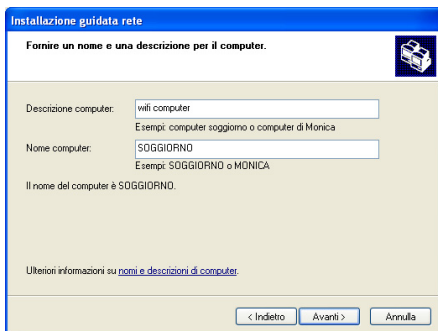 Installazione guidata rete
Fornire un nome e una descrizione per il computer.
Descrizione computer: wifi computer
Esempi: computer soggiorno o computer di Monica
Nome computer: SOGGIORNO
Esempi: SOGGIORNO o MONICA
Il nome del computer è SOGGIORNO.
Ulteriori informazioni su nomi e descrizioni di computer.
< Indietro Avanti > Annulla